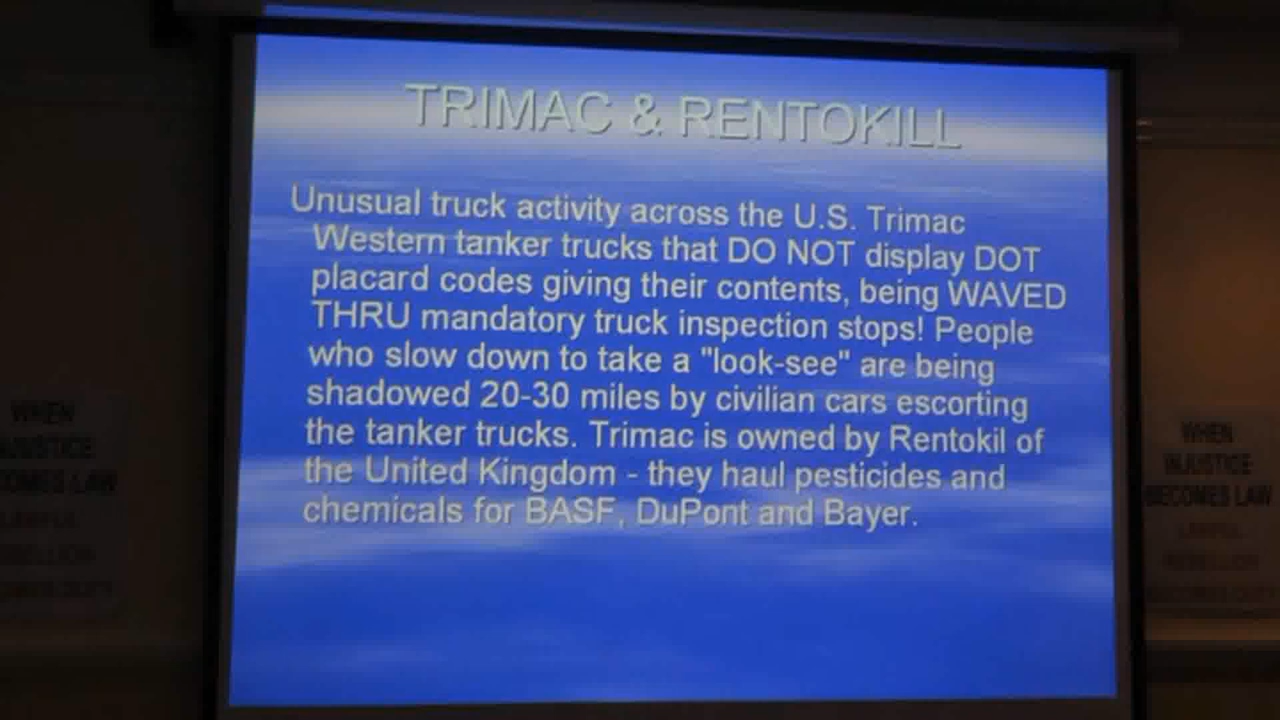 TRIMAC & RENTOKILL
Unusual truck activity across the U.S. Trimac
Western tanker trucks that DO NOT display DOT
placard codes giving their contents, being WAVED
THRU mandatory truck inspection stops! People
who slow down to take a "look-see" are being
shadowed 20-30 miles by civilian cars escorting
the tanker trucks. Trimac is owned by Rentokil of
the United Kingdom - they haul pesticides and
chemicals for BASF, DuPont and Bayer.
WHEN
INJUSTICE
BECOMES LAW
WHEN
INJUSTICE
BECOMES LAW